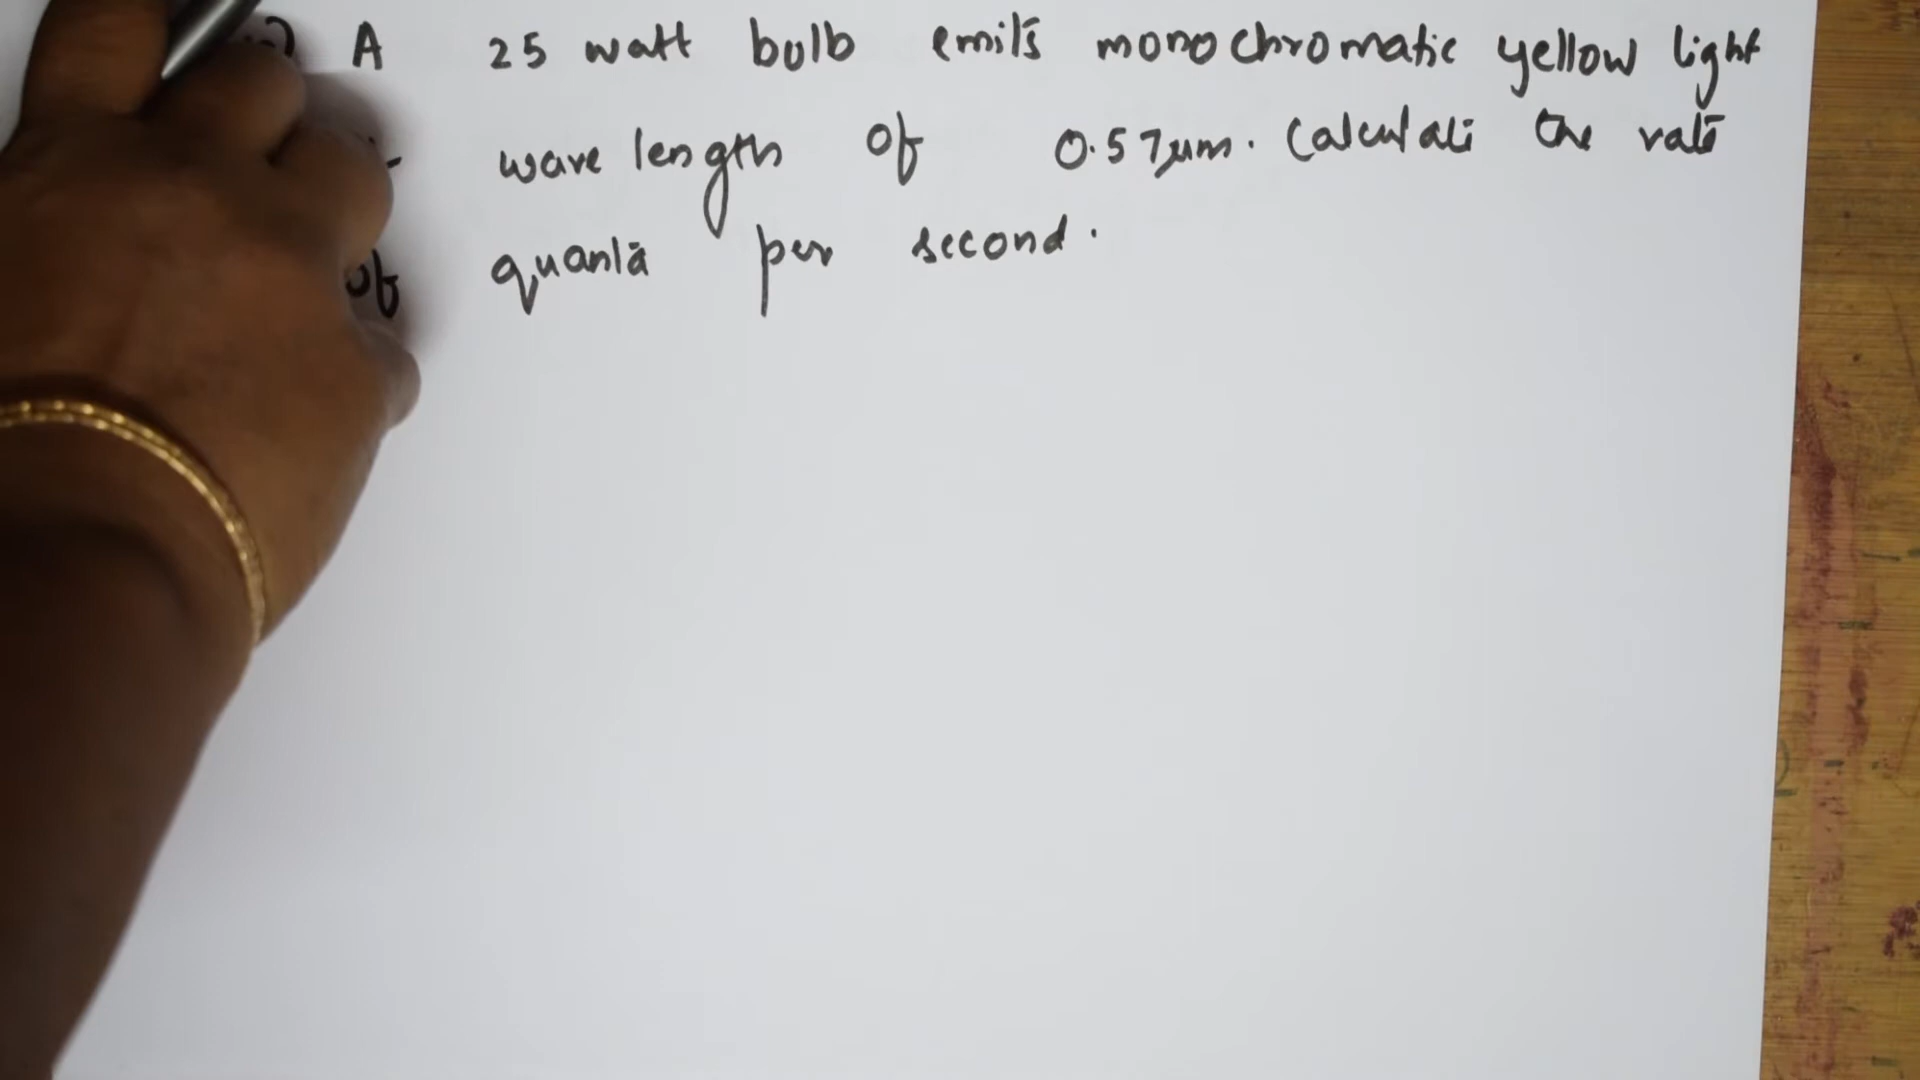 A 25 watt bulb emits monochromatic yellow light
wave length of 0.57μm. Calculate the rate
of quanta per second.